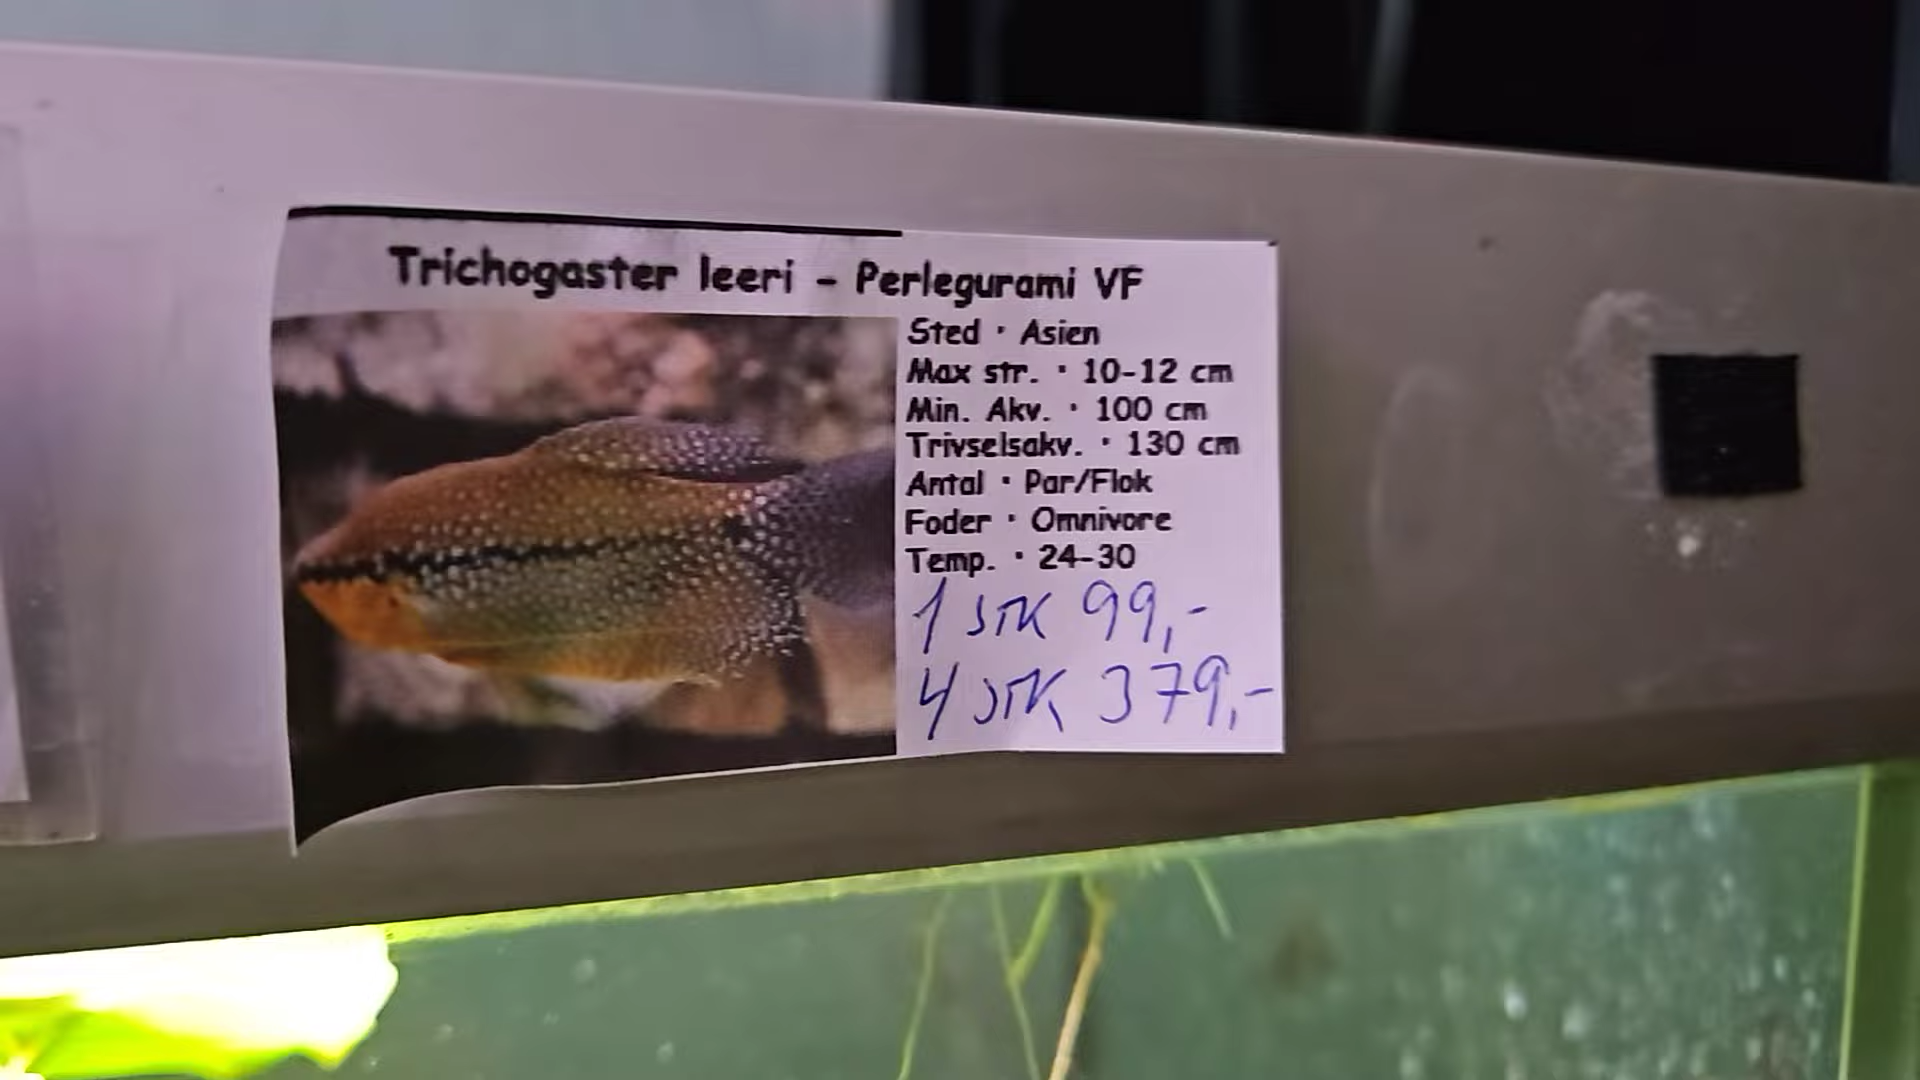 Trichogaster leeri - Perlegurami VF
Sted · Asien
Max str. · 10-12 cm
Min. Akv. · 100 cm
Trivselsakv. · 130 cm
Antal · Par/Flok
Foder · Omnivore
Temp. · 24-30
1 STK 99,-
4 STK 379,-